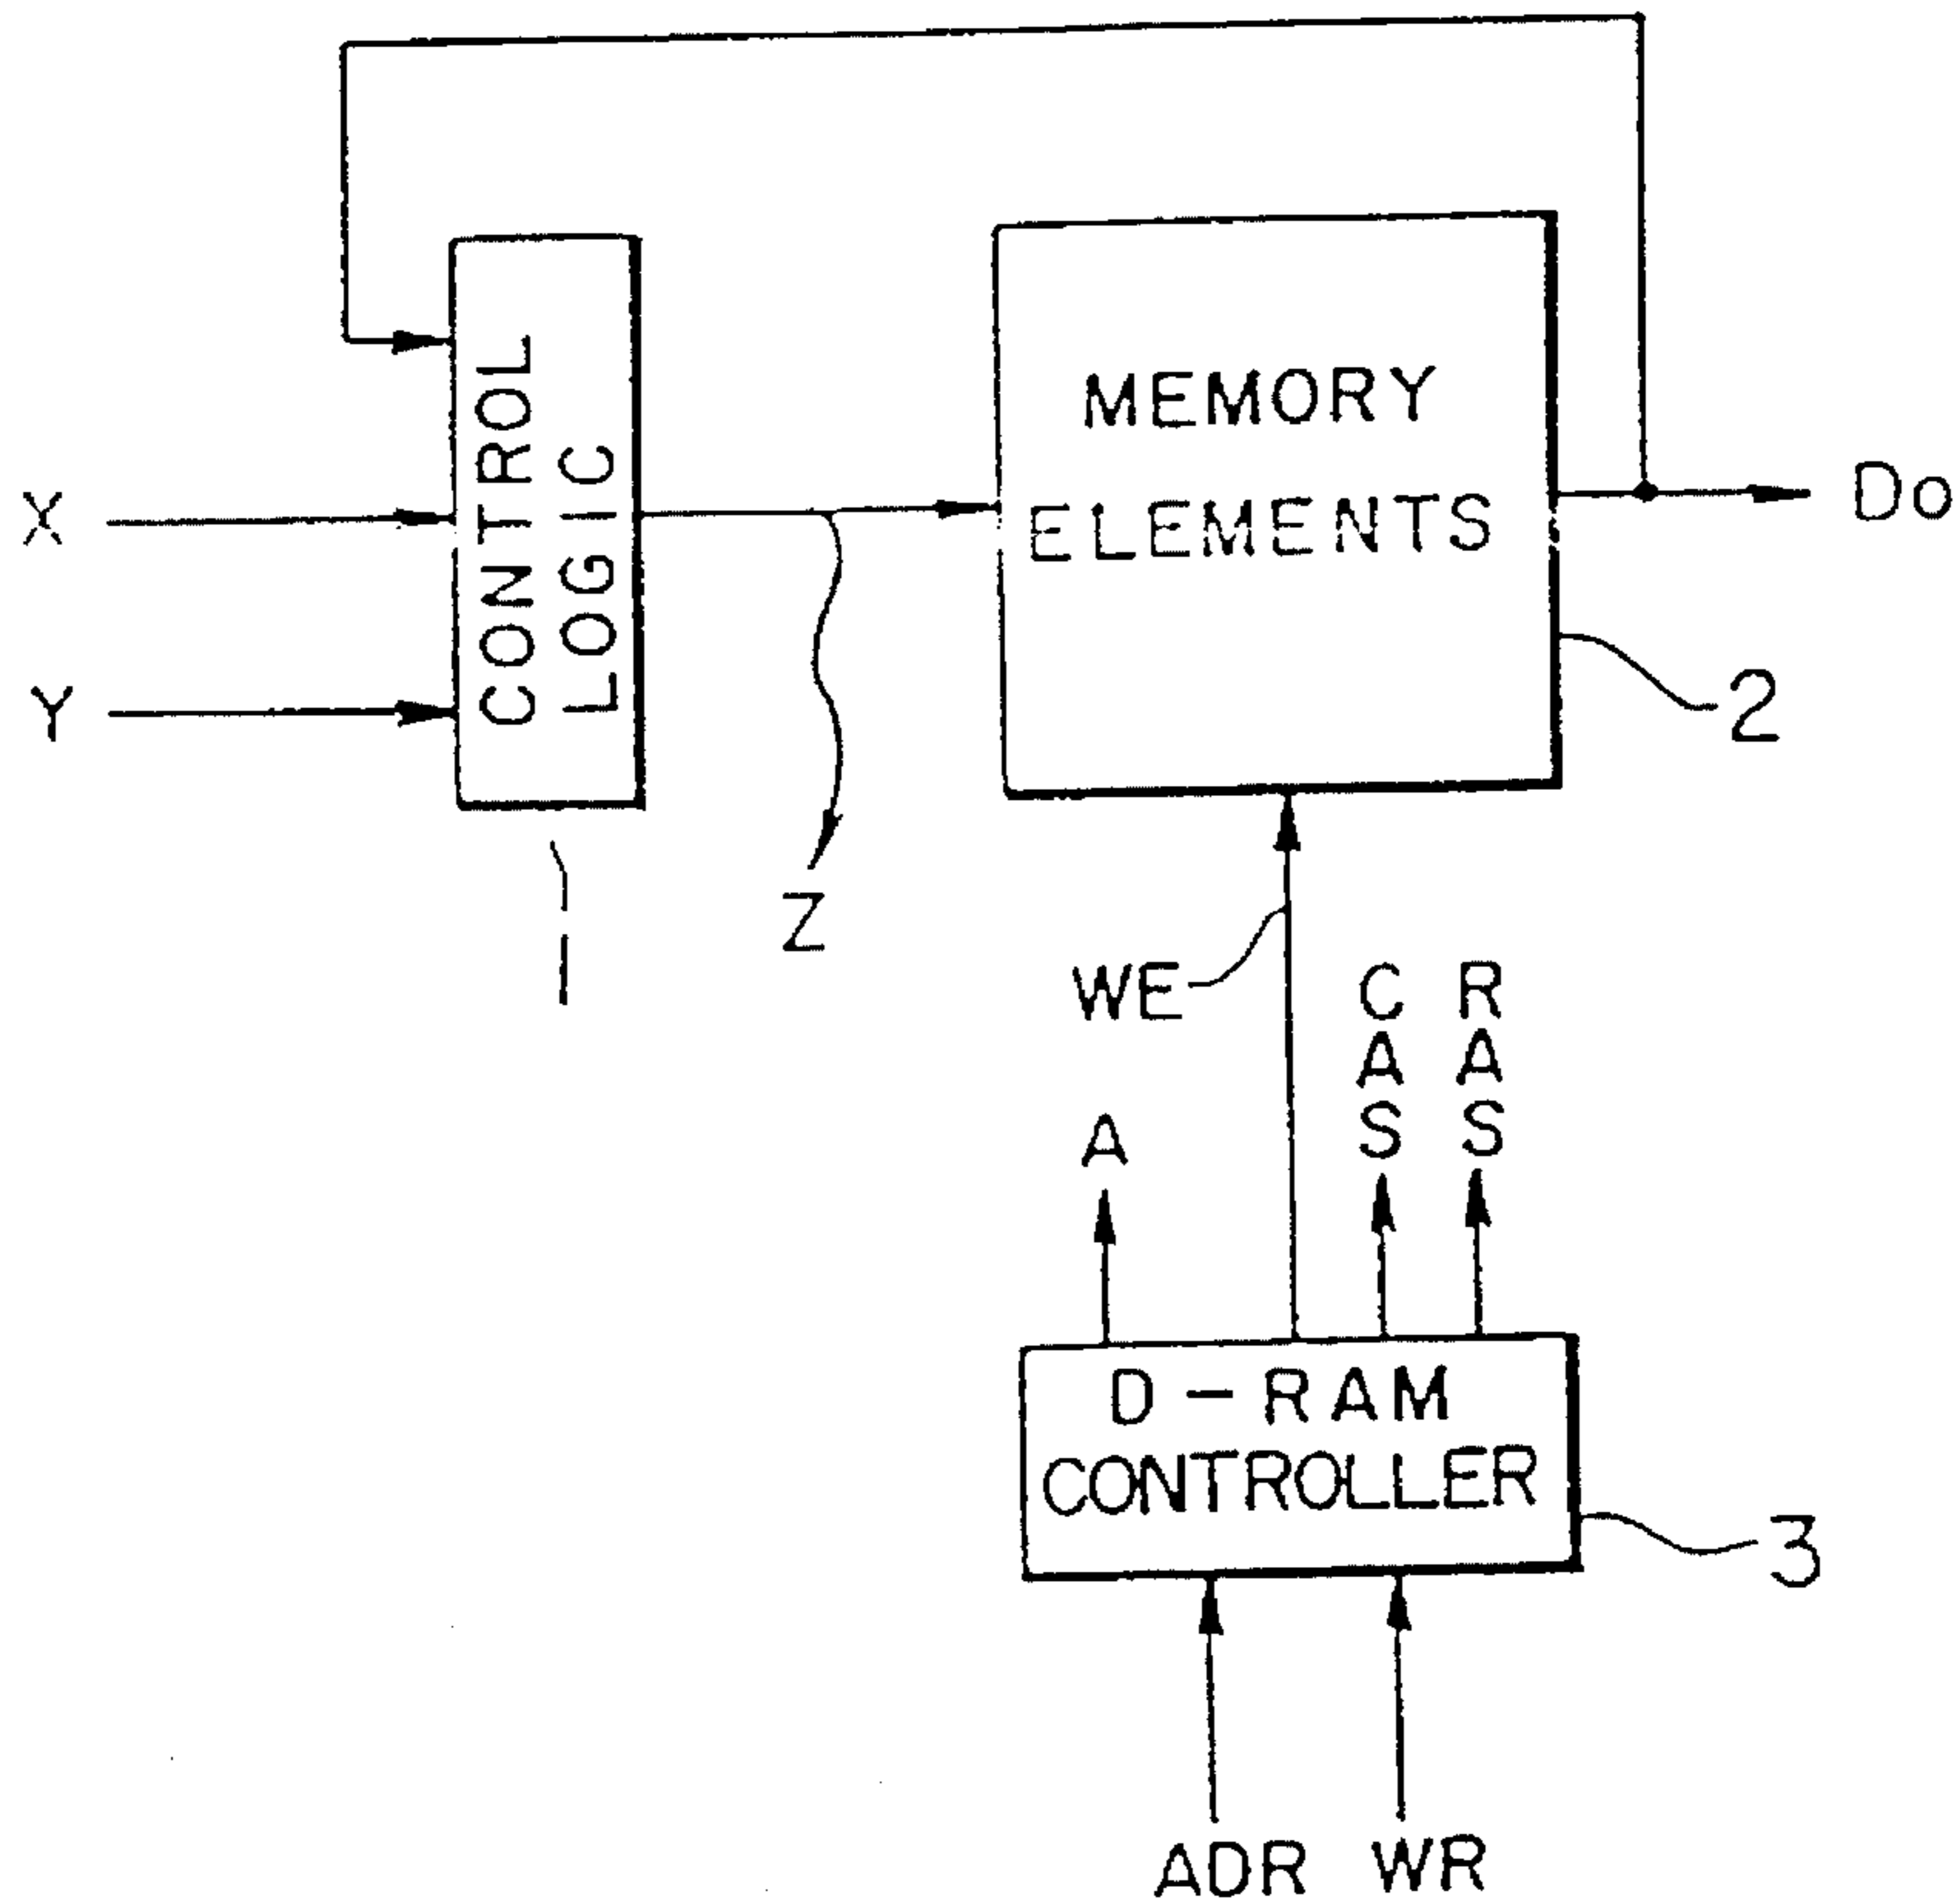 CONTROL
LOGIC
MEMORY
ELEMENTS
X
Do
Y
2
1
Z
WE
CAS
RAS
A
D-RAM
CONTROLLER
3
ADR
WR